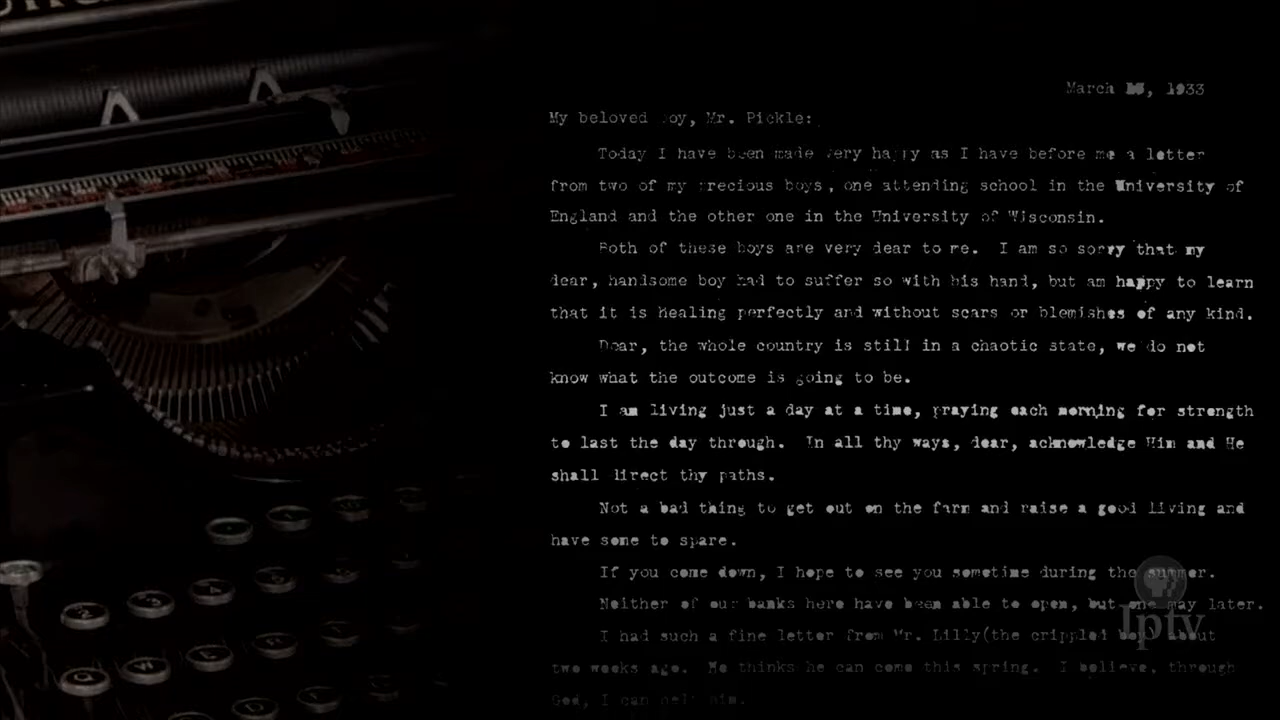 March 1933
My beloved boy, Mr. Pickle:
Today I have been made very happy as I have before me a letter
from two of my precious boys, one attending school in the University of
England and the other one in the University of Wisconsin.
Both of these boys are very dear to me. I am so sorry that my
dear, handsome boy had to suffer so with his hand, but am happy to learn
that it is healing perfectly and without scars or blemishes of any kind.
Dear, the whole country is still in a chaotic state, we do not
know what the outcome is going to be.
I am living just a day at a time, praying each morning for strength
to last the day through. In all thy ways, dear, acknowledge Him and He
shall direct thy paths.
Not a bad thing to get out on the farm and raise a good living and
have some to spare.
If you come down, I hope to see you sometime during the summer.
Neither of our banks here have been able to open, but one may later.
I had such a fine letter from Mr. Lilly(the crippled boy about
two weeks ago. He thinks he can come this spring. I believe, through
God, I can help him.
Iptv
2 3 4 5 6
Q W E R T
D F